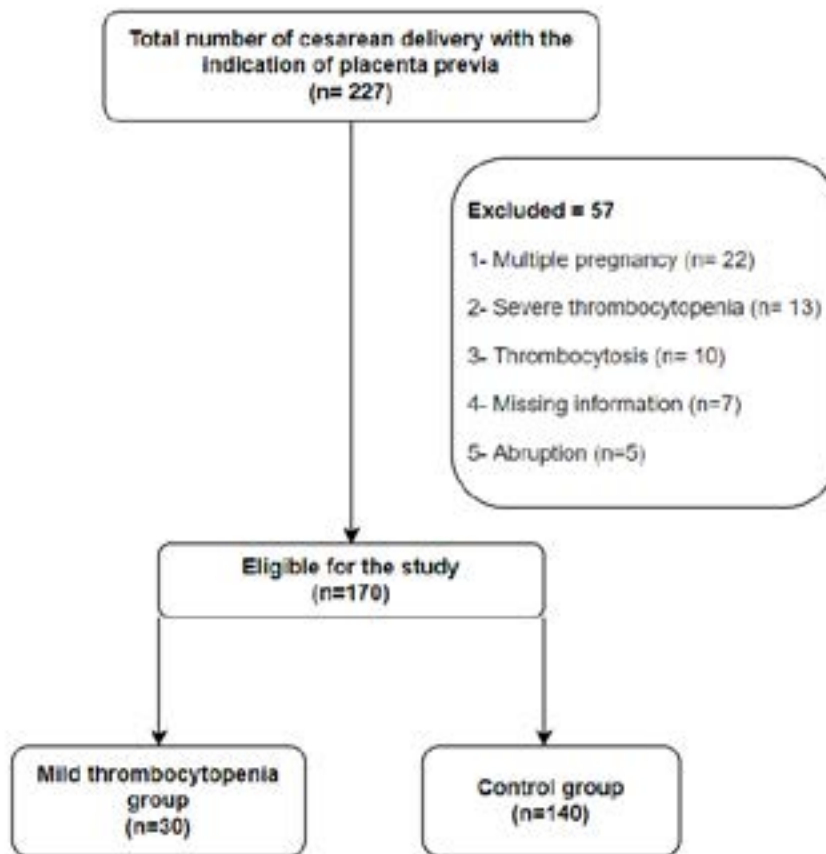 Total number of cesarean delivery with the
indication of placenta previa
(n= 227)
Excluded = 57
1- Multiple pregnancy (n= 22)
2- Severe thrombocytopenia (n= 13)
3- Thrombocytosis (n= 10)
4- Missing information (n=7)
5- Abruption (n=5)
Eligible for the study
(n=170)
Mild thrombocytopenia
group
(n=30)
Control group
(n=140)